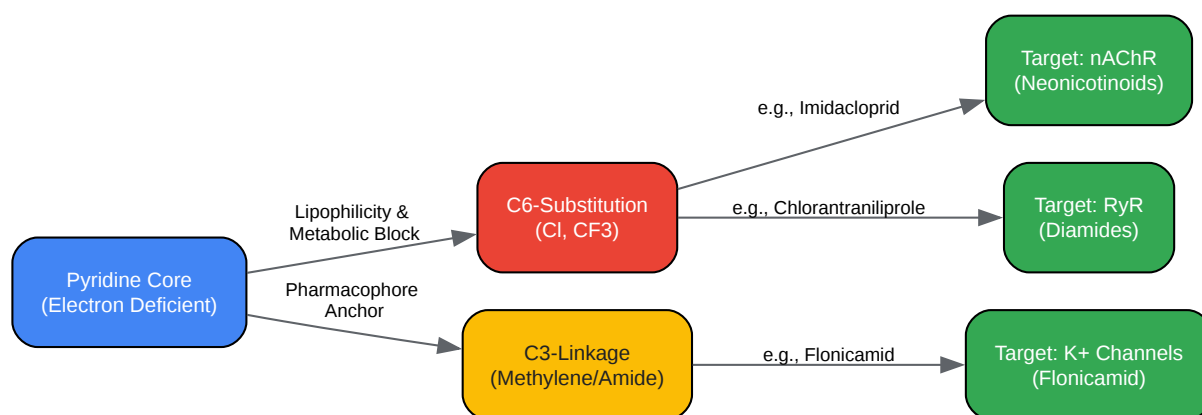 Pyridine Core
(Electron Deficient)
Lipophilicity &
Metabolic Block
Pharmacophore
Anchor
C6-Substitution
(Cl, CF3)
C3-Linkage
(Methylene/Amide)
e.g., Imidacloprid
e.g., Chlorantraniliprole
e.g., Flonicamid
Target: nAChR
(Neonicotinoids)
Target: RyR
(Diamides)
Target: K+ Channels
(Flonicamid)